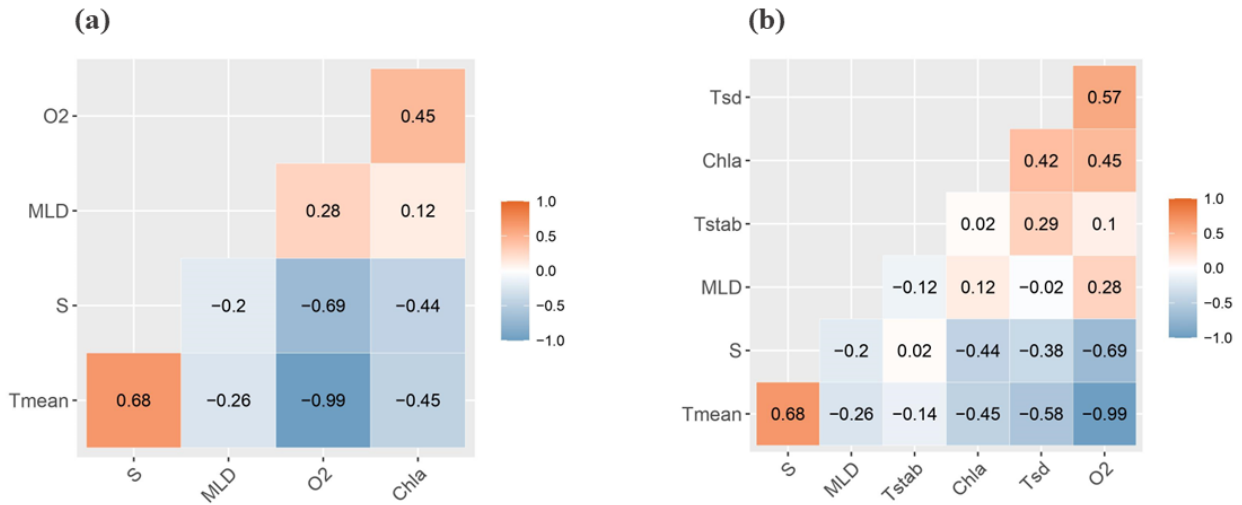 (a)
O2
0.45
MLD
0.28 0.12
S
−0.2 −0.69 −0.44
Tmean
0.68 −0.26 −0.99 −0.45
S MLD O2 Chla
1.0
0.5
0.0
−0.5
−1.0
(b)
Tsd
0.57
Chla
0.42 0.45
Tstab
0.02 0.29 0.1
MLD
−0.12 0.12 −0.02 0.28
S
−0.2 0.02 −0.44 −0.38 −0.69
Tmean
0.68 −0.26 −0.14 −0.45 −0.58 −0.99
S MLD Tstab Chla Tsd O2
1.0
0.5
0.0
−0.5
−1.0